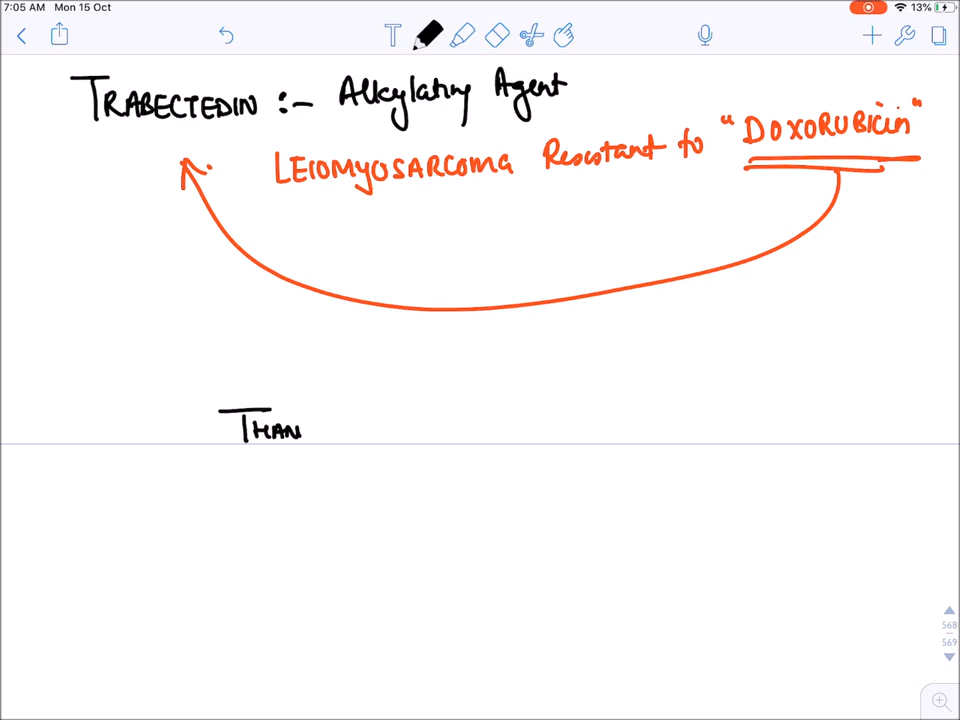 7:05 AM Mon 15 Oct 13%
T
TRABECTEDIN :- Alkylating Agent
LEIOMYOSARCOMA Resistant to "DOXORUBICIN"
THAN
568
569